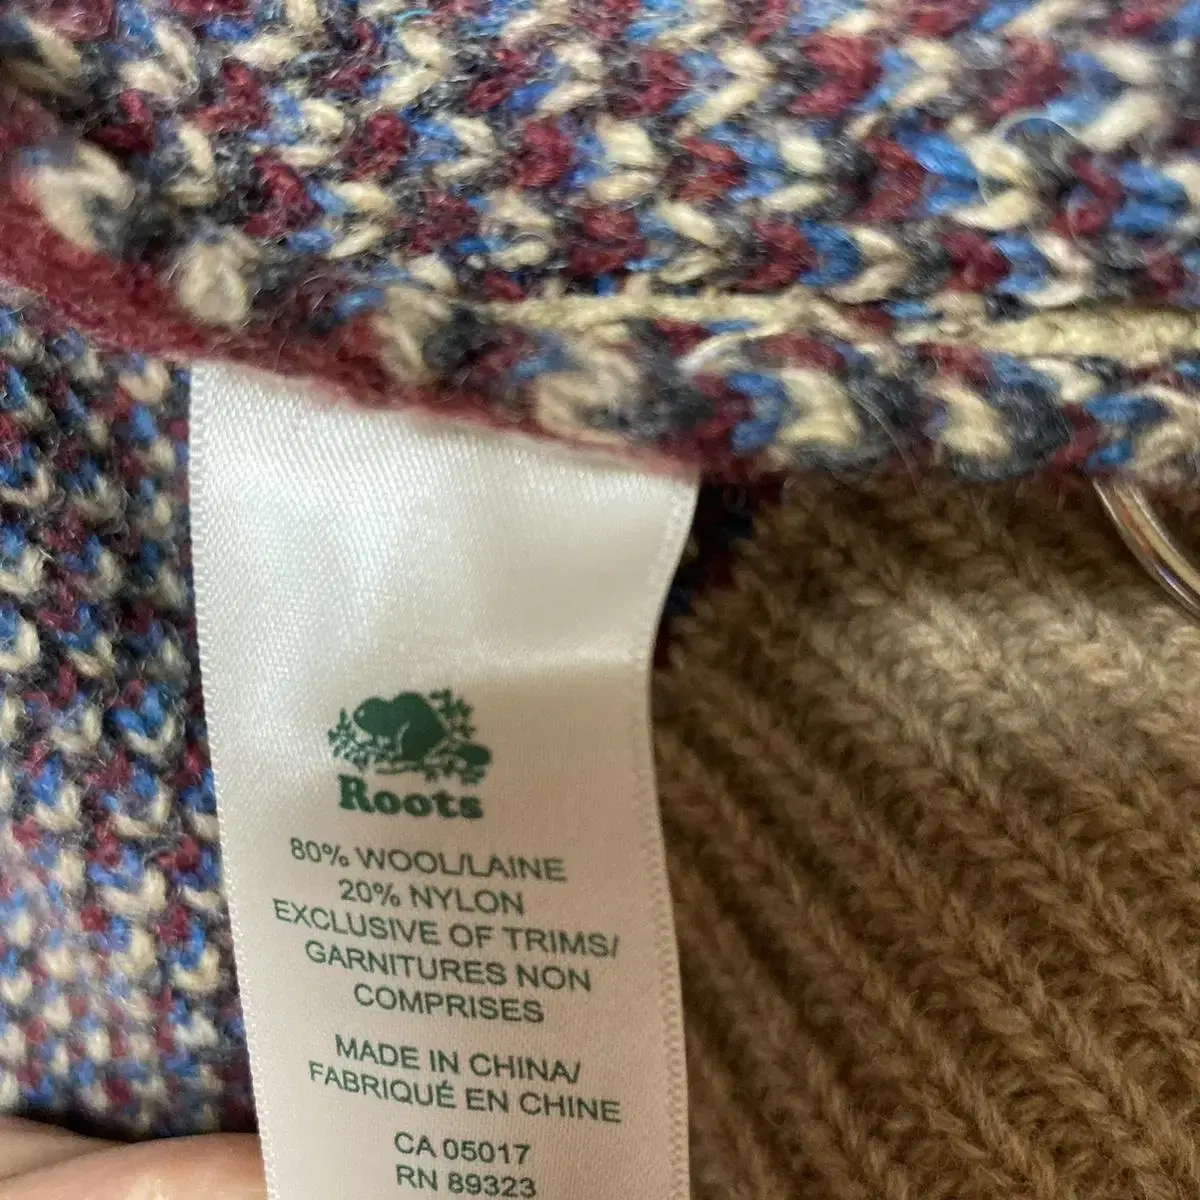 Roots
80% WOOL/LAINE
20% NYLON
EXCLUSIVE OF TRIMS/
GARNITURES NON
COMPRISES
MADE IN CHINA/
FABRIQUÉ EN CHINE
CA 05017
RN 89323